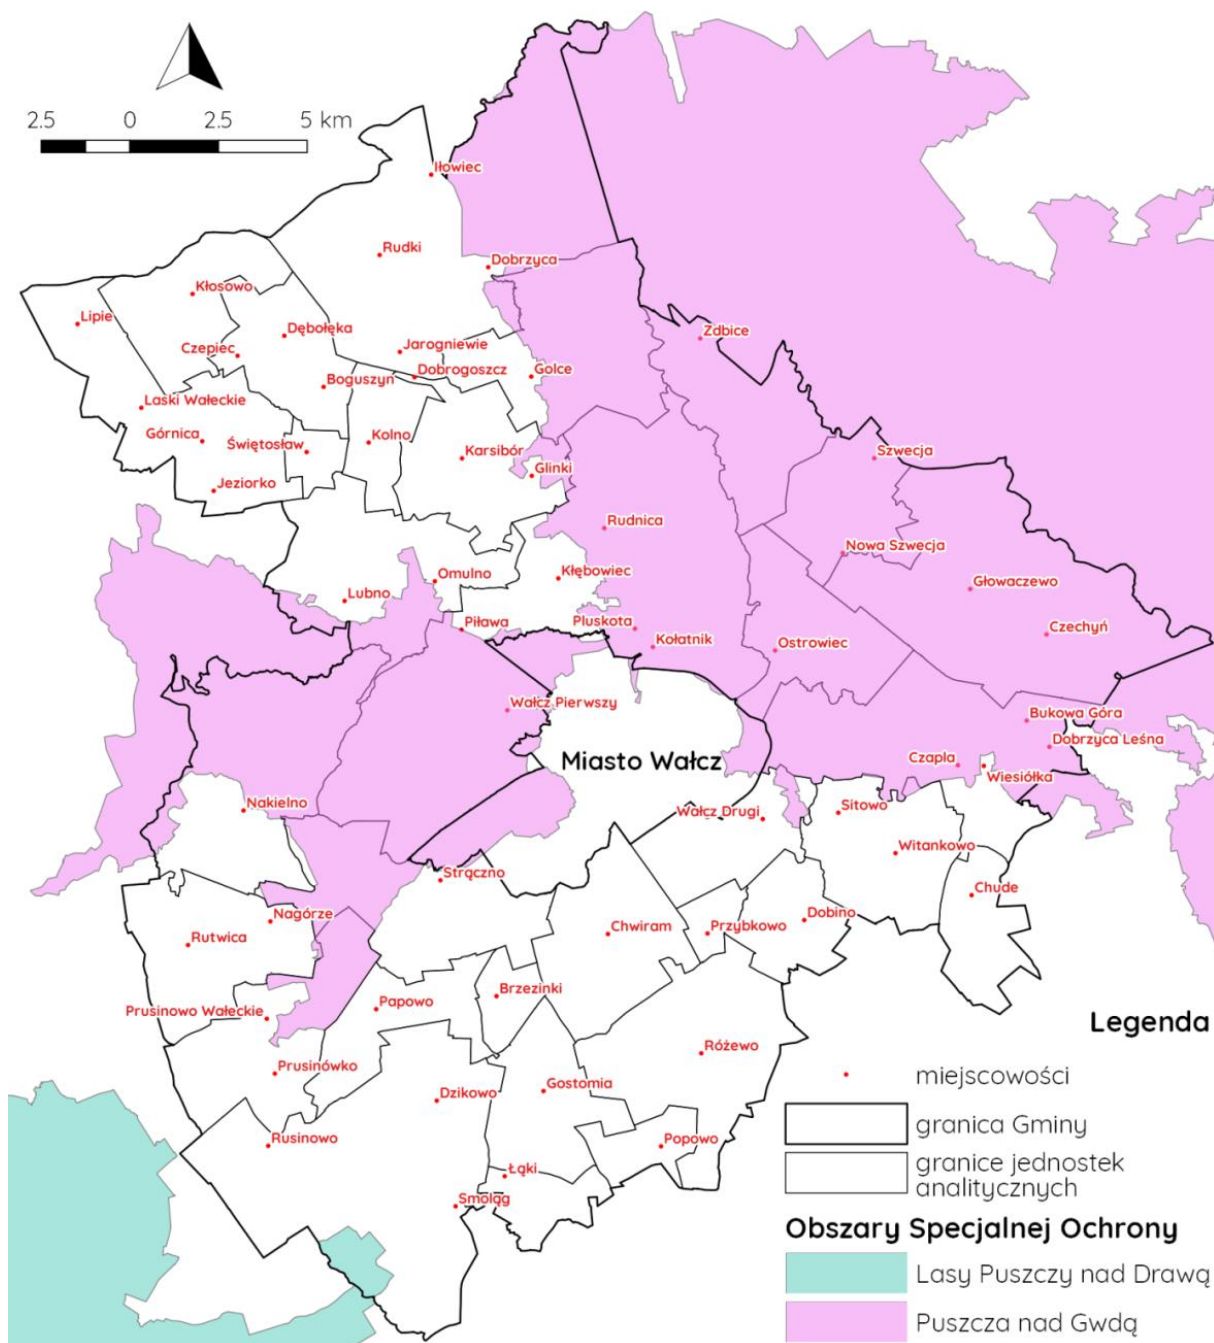 2.5 0 2.5 5 km
Iłowiec
Rudki
Dobrzyca
Kłosowo
Lipie
Dębołęka
Zdbice
Czepiec
Jarogniewie
Dobrogoszcz
Golce
Boguszyn
Laski Wałeckie
Górnica
Świętosław
Kolno
Karsibór
Szwecja
Glinki
Jeziorko
Rudnica
Nowa Szwecja
Omulno
Kłębowiec
Głowaczewo
Lubno
Piława
Pluskota
Kołatnik
Ostrowiec
Czechyń
Wałcz Pierwszy
Bukowa Góra
Dobrzyca Leśna
Miasto Wałcz
Czapla
Wiesiółka
Nakielno
Wałcz Drugi
Sitowo
Witankowo
Strączno
Chude
Nagórze
Rutwica
Chwiram
Przybkowo
Dobino
Brzezinki
Prusinowo Wałeckie
Papowo
Różewo
Prusinówko
Dzikowo
Gostomia
Rusinowo
Popowo
Łąki
Smoląg
Legenda
miejscowości
granica Gminy
granice jednostek
analitycznych
Obszary Specjalnej Ochrony
Lasy Puszczy nad Drawą
Puszcza nad Gwdą